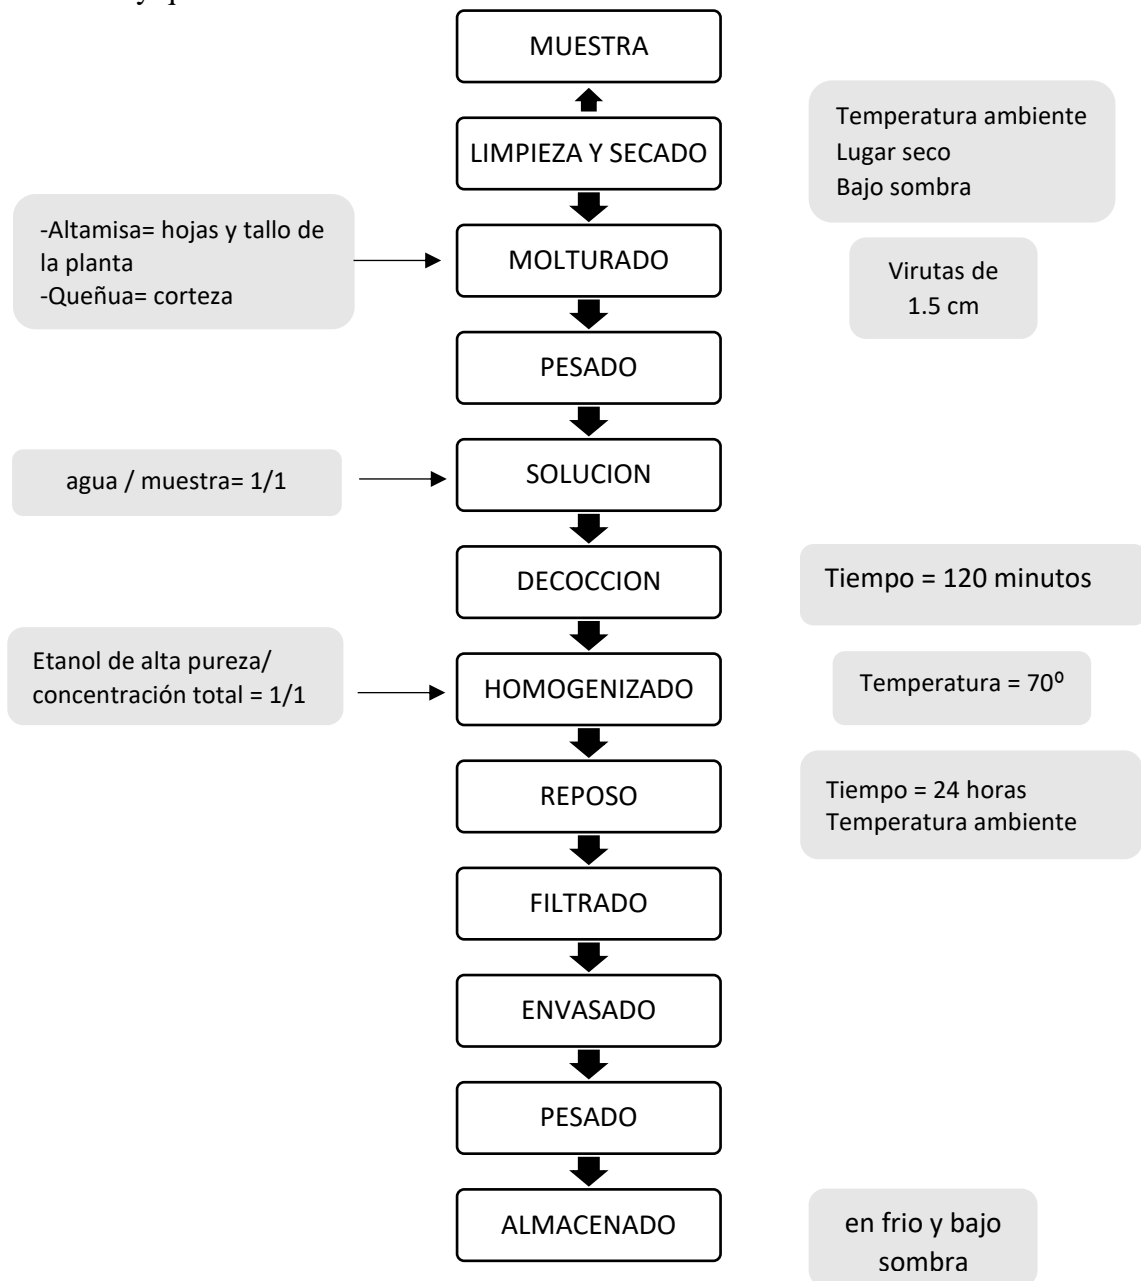 MUESTRA
LIMPIEZA Y SECADO
Temperatura ambiente
Lugar seco
Bajo sombra
-Altamisa= hojas y tallo de
la planta
-Queñua= corteza
MOLTURADO
Virutas de
1.5 cm
PESADO
agua / muestra= 1/1
SOLUCION
DECOCCION
Tiempo = 120 minutos
Etanol de alta pureza/
concentración total = 1/1
HOMOGENIZADO
Temperatura = 70⁰
REPOSO
Tiempo = 24 horas
Temperatura ambiente
FILTRADO
ENVASADO
PESADO
ALMACENADO
en frio y bajo
sombra